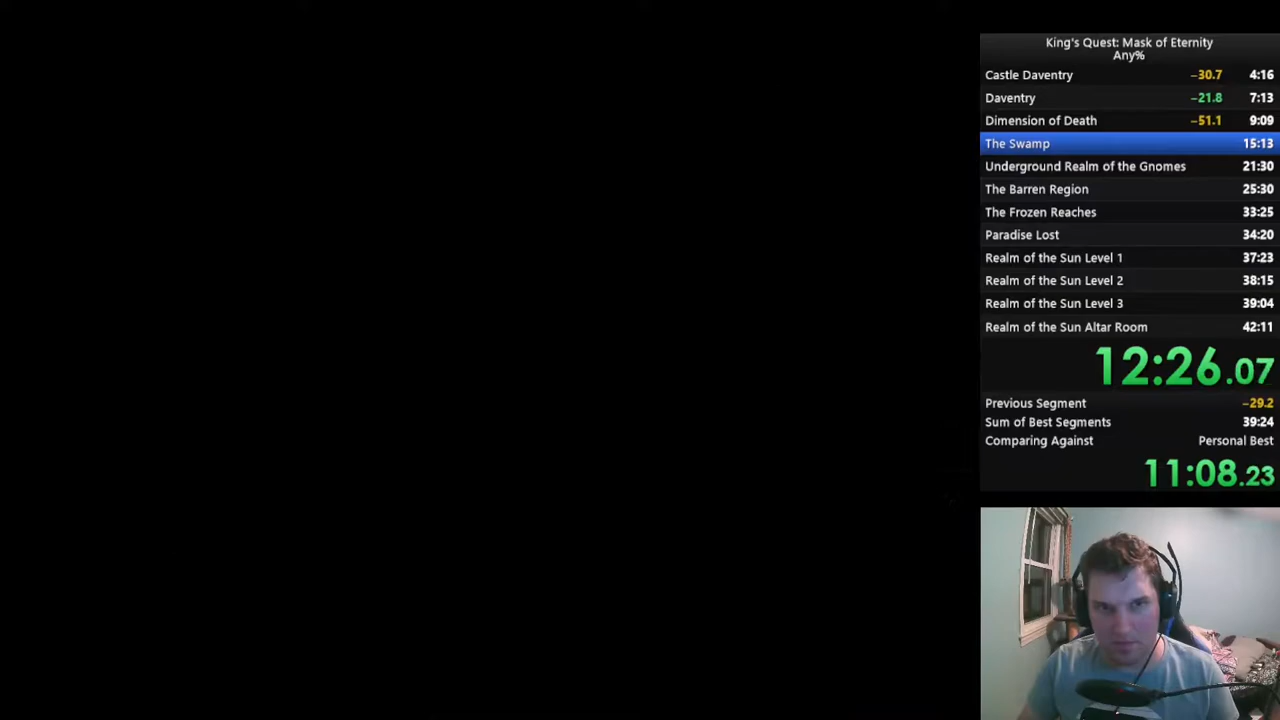 King's Quest: Mask of Eternity
Any%
Castle Daventry −30.7 4:16
Daventry −21.8 7:13
Dimension of Death −51.1 9:09
The Swamp 15:13
Underground Realm of the Gnomes 21:30
The Barren Region 25:30
The Frozen Reaches 33:25
Paradise Lost 34:20
Realm of the Sun Level 1 37:23
Realm of the Sun Level 2 38:15
Realm of the Sun Level 3 39:04
Realm of the Sun Altar Room 42:11
12:26.07
Previous Segment −29.2
Sum of Best Segments 39:24
Comparing Against Personal Best
11:08.23